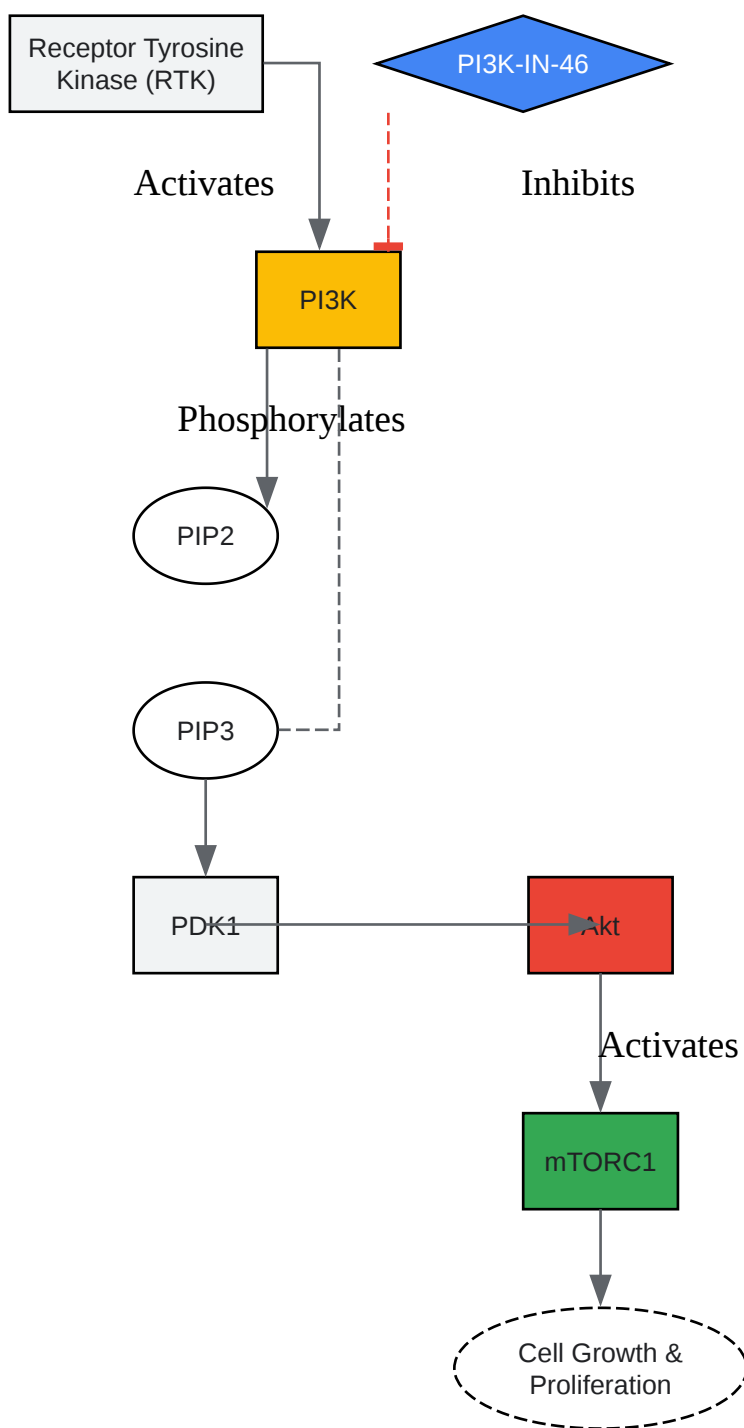 Receptor Tyrosine
Kinase (RTK)
PI3K-IN-46
Activates
Inhibits
PI3K
Phosphorylates
PIP2
PIP3
PDK1
Akt
Activates
mTORC1
Cell Growth &
Proliferation